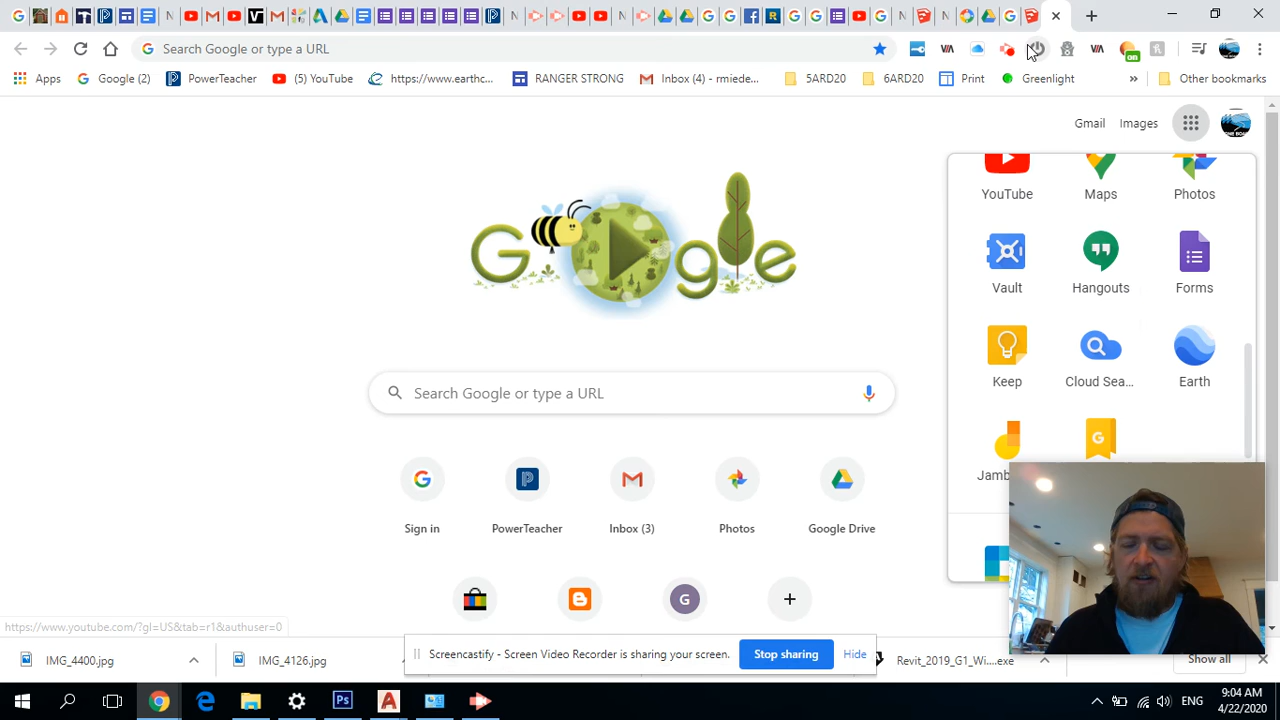 Search Google or type a URL
on
Apps
Google (2)
PowerTeacher
(5) YouTube
https://www.earthc...
RANGER STRONG
Inbox (4) - rmiede...
5ARD20
6ARD20
Print
Greenlight
»
Other bookmarks
Gmail
Images
YouTube
Maps
Photos
Vault
Hangouts
Forms
Keep
Cloud Sea...
Earth
Google
Search Google or type a URL
Sign in
PowerTeacher
Inbox (3)
Photos
Google Drive
G
https://www.youtube.com/?gl=US&tab=r1&authuser=0
Screencastify - Screen Video Recorder is sharing your screen.
Stop sharing
Hide
IMG_4400.jpg
IMG_4126.jpg
Revit_2019_G1_Wi....exe
Show all
ENG
9:04 AM
4/22/2020